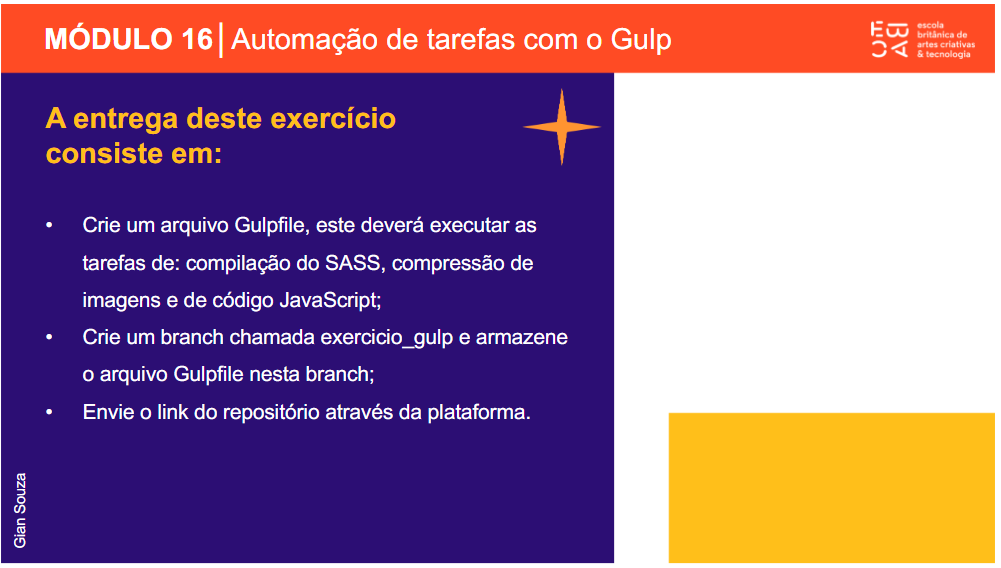 MÓDULO 16 | Automação de tarefas com o Gulp
EBAC
escola
britânica de
artes criativas
& tecnologia
A entrega deste exercício
consiste em:
• Crie um arquivo Gulpfile, este deverá executar as
tarefas de: compilação do SASS, compressão de
imagens e de código JavaScript;
• Crie um branch chamada exercicio_gulp e armazene
o arquivo Gulpfile nesta branch;
• Envie o link do repositório através da plataforma.
Gian Souza